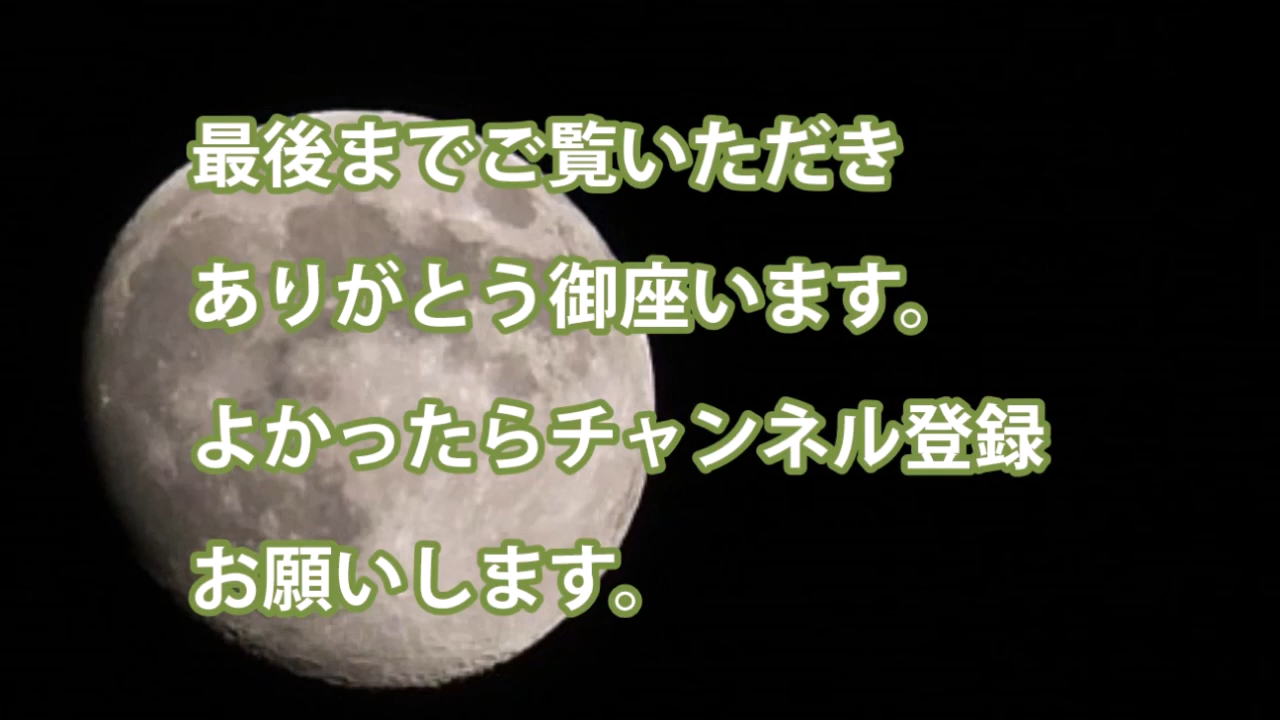 最後までご覧いただき
ありがとう御座います。
よかったらチャンネル登録
お願いします。